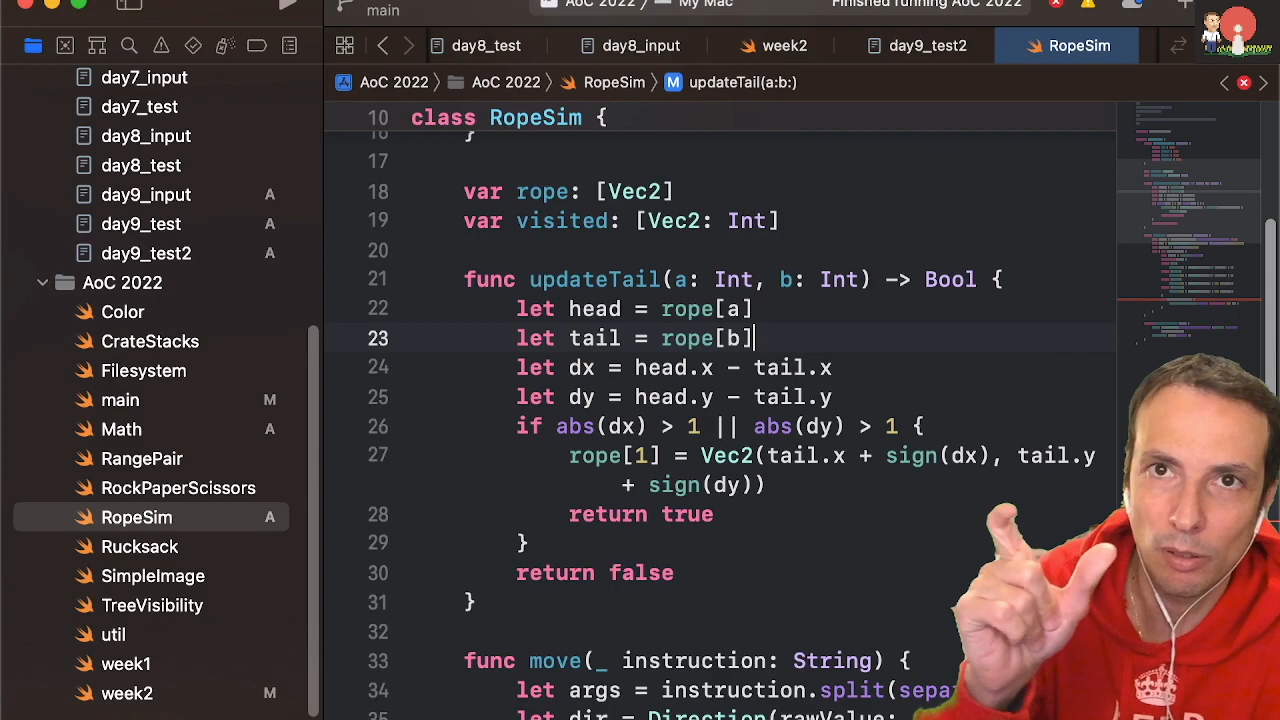 main
AoC 2022
My Mac
Finished running AoC 2022
day8_test
day8_input
week2
day9_test2
RopeSim
AoC 2022
AoC 2022
RopeSim
M
updateTail(a:b:)
day7_input
day7_test
day8_input
day8_test
day9_input A
day9_test A
day9_test2 A
AoC 2022
Color
CrateStacks
Filesystem
main M
Math A
RangePair
RockPaperScissors
RopeSim A
Rucksack
SimpleImage
TreeVisibility
util
week1
week2 M
10 class RopeSim {
16 }
17
18 var rope: [Vec2]
19 var visited: [Vec2: Int]
20
21 func updateTail(a: Int, b: Int) -> Bool {
22 let head = rope[a]
23 let tail = rope[b]
24 let dx = head.x - tail.x
25 let dy = head.y - tail.y
26 if abs(dx) > 1 || abs(dy) > 1 {
27 rope[1] = Vec2(tail.x + sign(dx), tail.y
+ sign(dy))
28 return true
29 }
30 return false
31 }
32
33 func move(_ instruction: String) {
34 let args = instruction.split(sepa
35 let dir = Direction(rawValue: